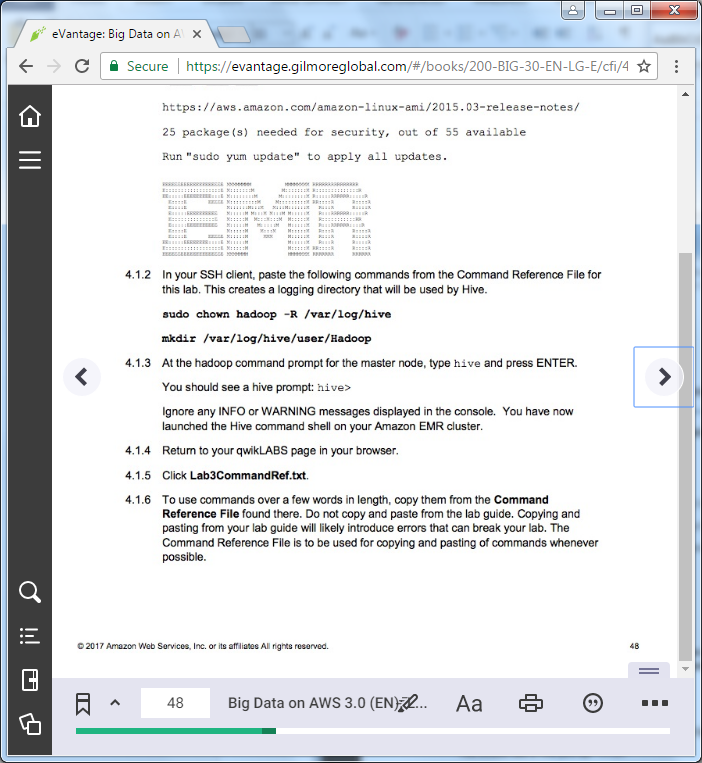 eVantage: Big Data on A
Secure https://evantage.gilmoreglobal.com/#/books/200-BIG-30-EN-LG-E/cfi/4
https://aws.amazon.com/amazon-linux-ami/2015.03-release-notes/
25 package(s) needed for security, out of 55 available
Run "sudo yum update" to apply all updates.
4.1.2 In your SSH client, paste the following commands from the Command Reference File for
this lab. This creates a logging directory that will be used by Hive.
sudo chown hadoop -R /var/log/hive
mkdir /var/log/hive/user/Hadoop
4.1.3 At the hadoop command prompt for the master node, type hive and press ENTER.
You should see a hive prompt: hive>
Ignore any INFO or WARNING messages displayed in the console. You have now
launched the Hive command shell on your Amazon EMR cluster.
4.1.4 Return to your qwikLABS page in your browser.
4.1.5 Click Lab3CommandRef.txt.
4.1.6 To use commands over a few words in length, copy them from the Command
Reference File found there. Do not copy and paste from the lab guide. Copying and
pasting from your lab guide will likely introduce errors that can break your lab. The
Command Reference File is to be used for copying and pasting of commands whenever
possible.
© 2017 Amazon Web Services, Inc. or its affiliates All rights reserved. 48
48 Big Data on AWS 3.0 (EN) ... Aa